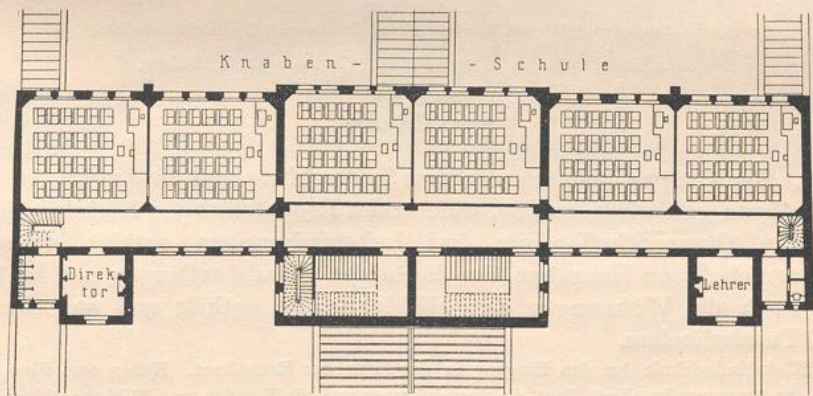 Knaben- -Schule
Direk
tor
Lehrer